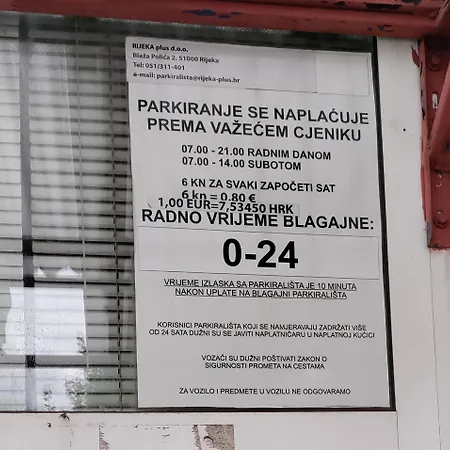 RIJEKA plus d.o.o.
Blaža Polića 2, 51000 Rijeka
Tel: 051/311-401
e-mail: parkiralista@rijeka-plus.hr
PARKIRANJE SE NAPLAĆUJE
PREMA VAŽEĆEM CJENIKU
07.00 - 21.00 RADNIM DANOM
07.00 - 14.00 SUBOTOM
6 KN ZA SVAKI ZAPOČETI SAT
6 kn = 0.80 €
1,00 EUR=7,53450 HRK
RADNO VRIJEME BLAGAJNE:
0-24
VRIJEME IZLASKA SA PARKIRALIŠTA JE 10 MINUTA
NAKON UPLATE NA BLAGAJNI PARKIRALIŠTA
KORISNICI PARKIRALIŠTA KOJI SE NAMJERAVAJU ZADRŽATI VIŠE
OD 24 SATA DUŽNI SU SE JAVITI NAPLATNIČARU U NAPLATNOJ KUĆICI
VOZAČI SU DUŽNI POŠTIVATI ZAKON O
SIGURNOSTI PROMETA NA CESTAMA
ZA VOZILO I PREDMETE U VOZILU NE ODGOVARAMO